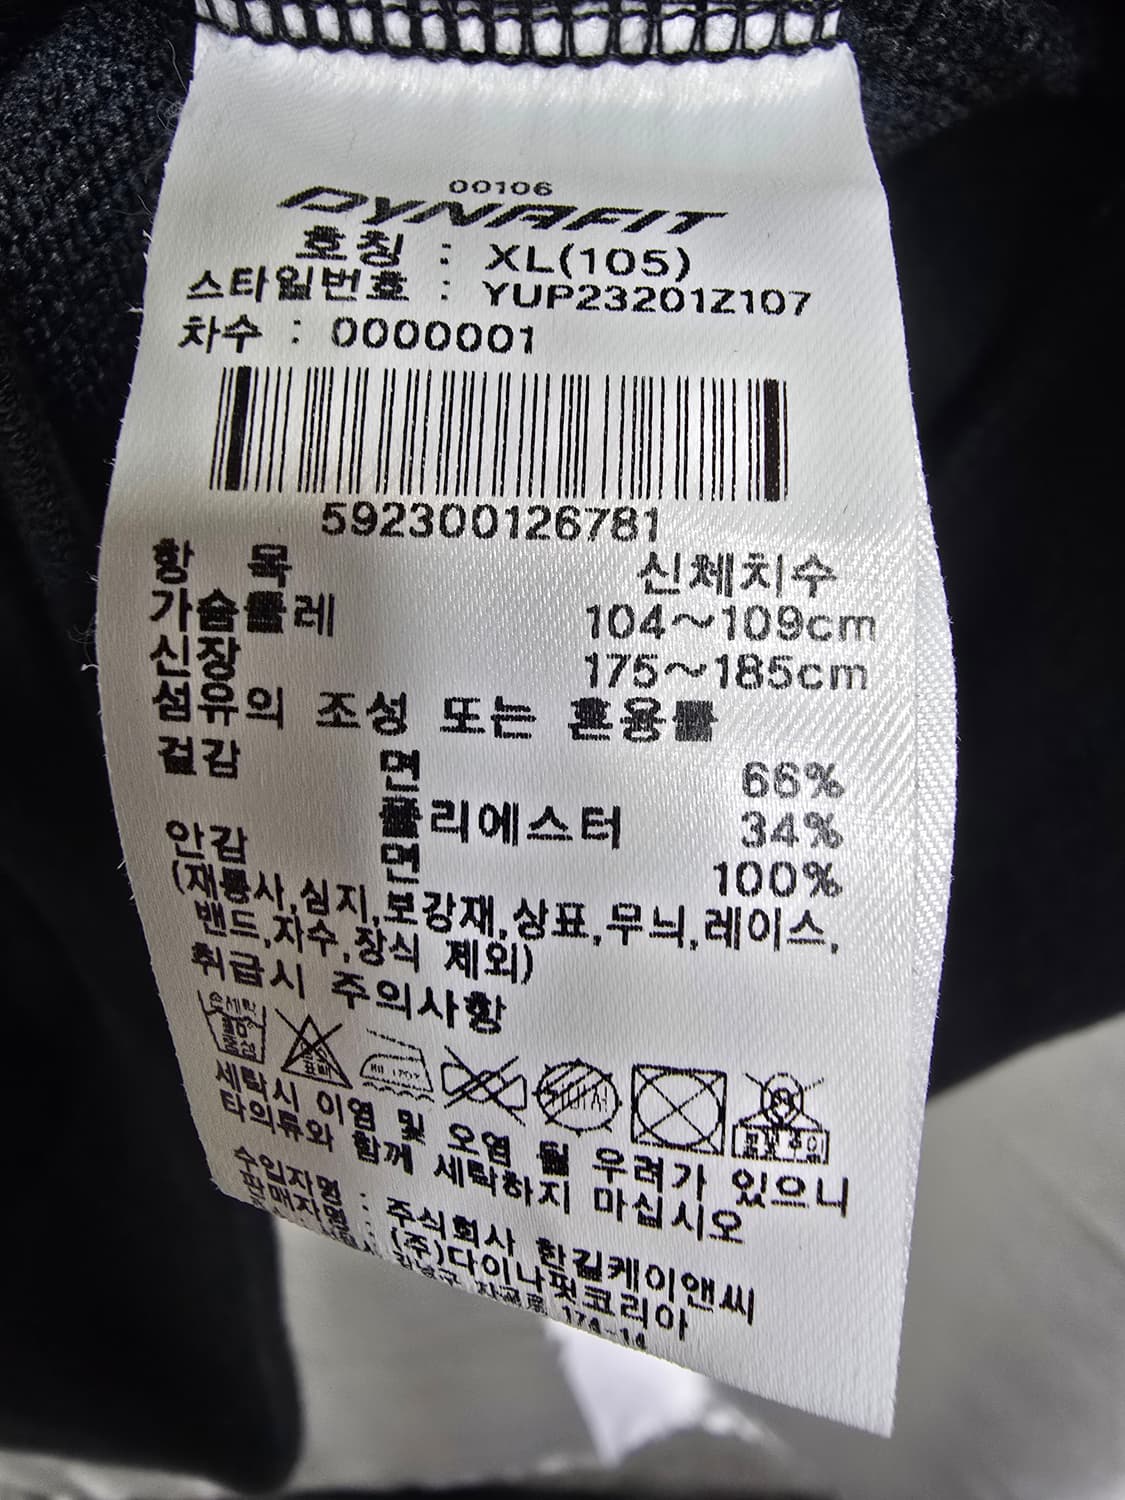 00106
DYNAFIT
호칭 : XL(105)
스타일번호 : YUP23201Z107
차수 : 0000001
592300126781
항 목 신체치수
가슴둘레 104~109cm
신장 175~185cm
섬유의 조성 또는 혼용률
겉감 면 66%
폴리에스터 34%
안감 면 100%
(재봉사,심지,보강재,상표,무늬,레이스,
밴드,자수,장식 제외)
취급시 주의사항
손세탁
세탁시 이염 및 오염 될 우려가 있으니
타의류와 함께 세탁하지 마십시오
수입자명 : 주식회사 한길케이앤씨
판매자명 : (주)다이나핏코리아
174-14